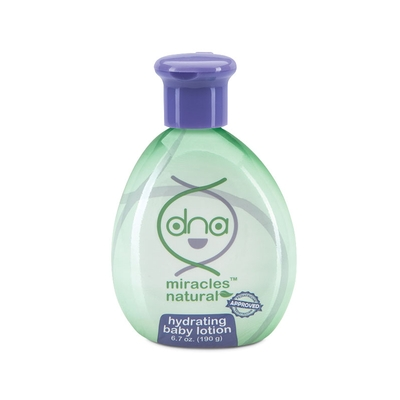 dna
miracles™
natural
APPROVED
hydrating
baby lotion
6.7 oz. (190 g)